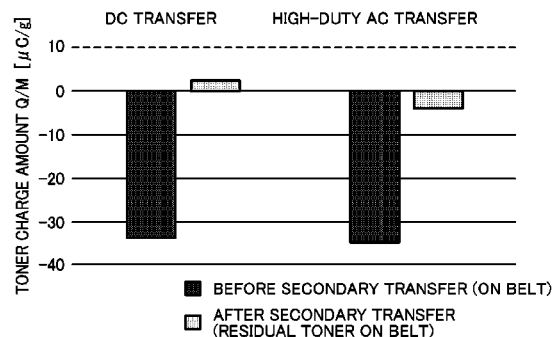 DC TRANSFER HIGH-DUTY AC TRANSFER
TONER CHARGE AMOUNT Q/M [μC/g]
10
0
-10
-20
-30
-40
BEFORE SECONDARY TRANSFER (ON BELT)
AFTER SECONDARY TRANSFER
(RESIDUAL TONER ON BELT)